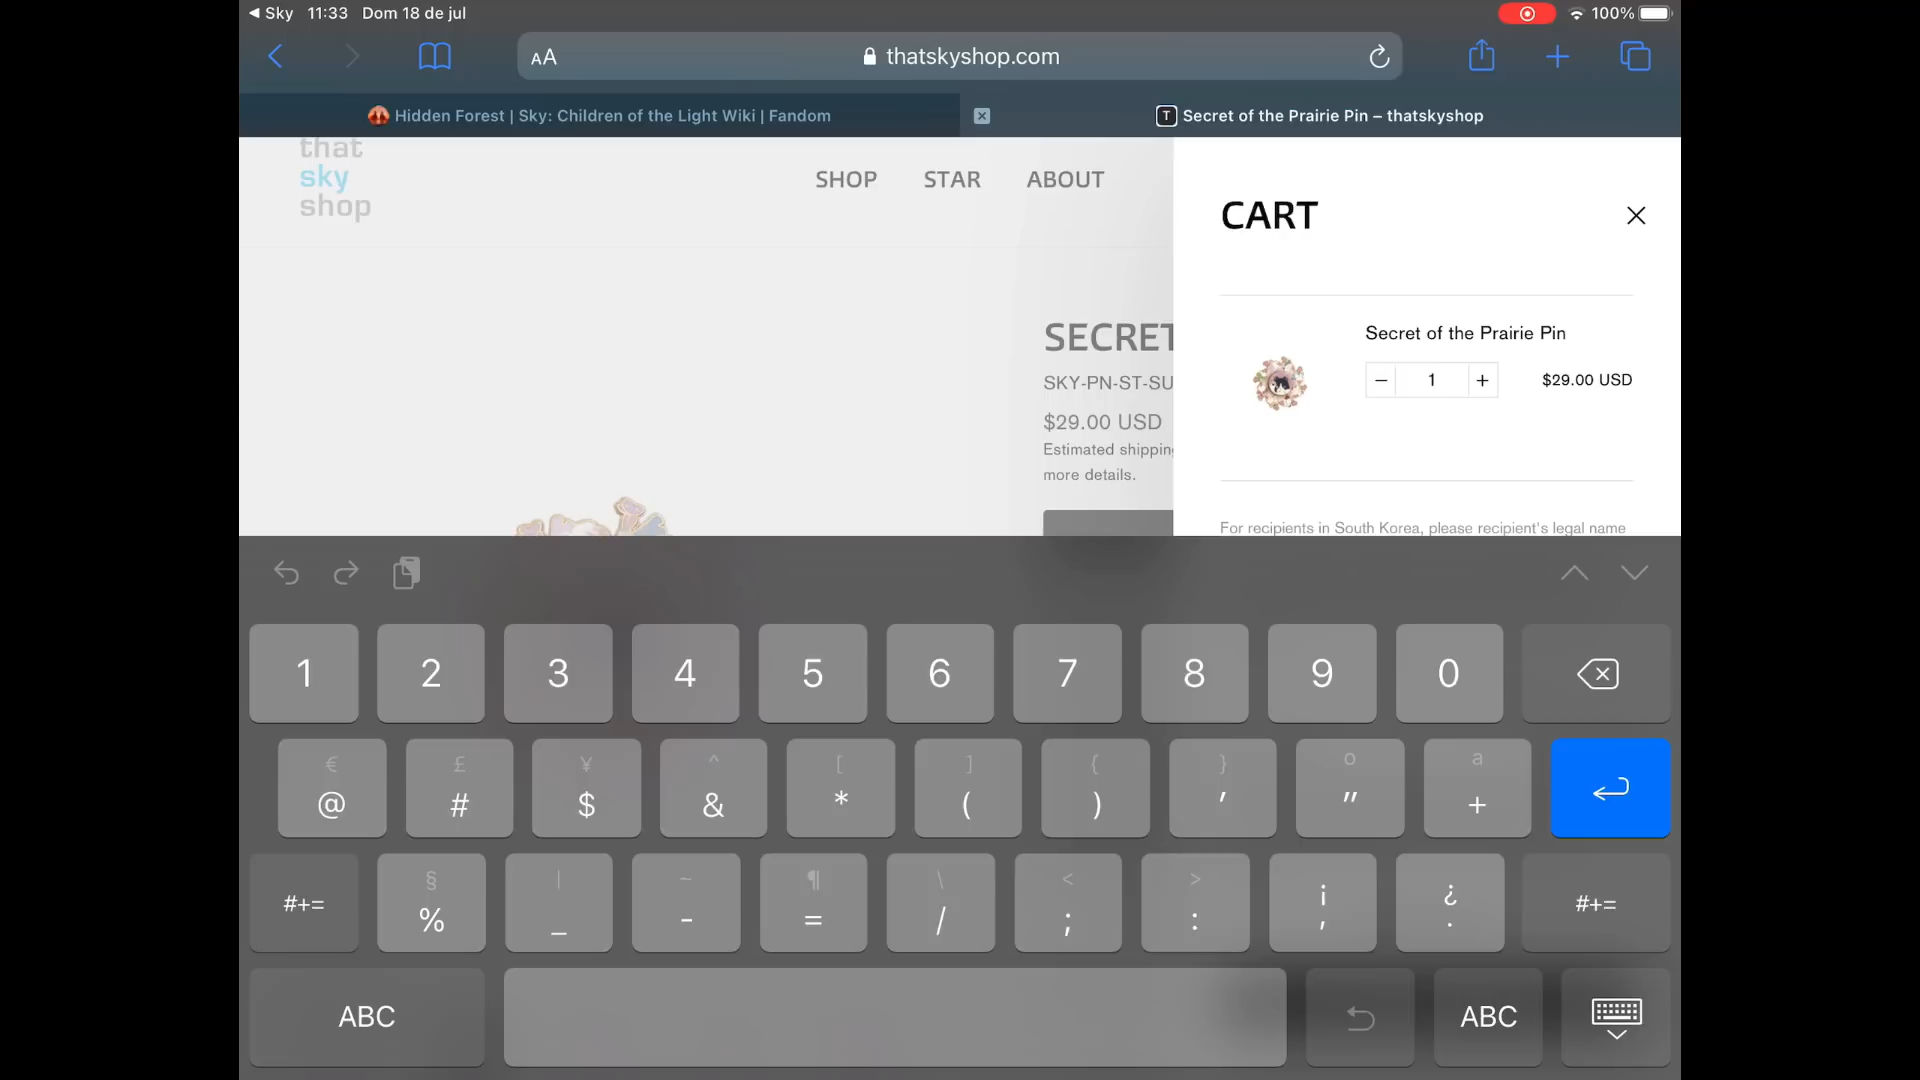 ◀ Sky 11:33 Dom 18 de jul 100%
AA thatskyshop.com
Hidden Forest | Sky: Children of the Light Wiki | Fandom
T Secret of the Prairie Pin – thatskyshop
that
sky
shop
SHOP STAR ABOUT
CART
SECRET
SKY-PN-ST-SU
$29.00 USD
Estimated shipping
more details.
Secret of the Prairie Pin
− 1 + $29.00 USD
For recipients in South Korea, please recipient's legal name
1 2 3 4 5 6 7 8 9 0
€ £ ¥ ^ [ ] { } º ª
@ # $ & * ( ) ' " +
§ | ~ ¶ \ < > ¡ ¿
#+= % _ - = / ; : , . #+=
ABC ABC